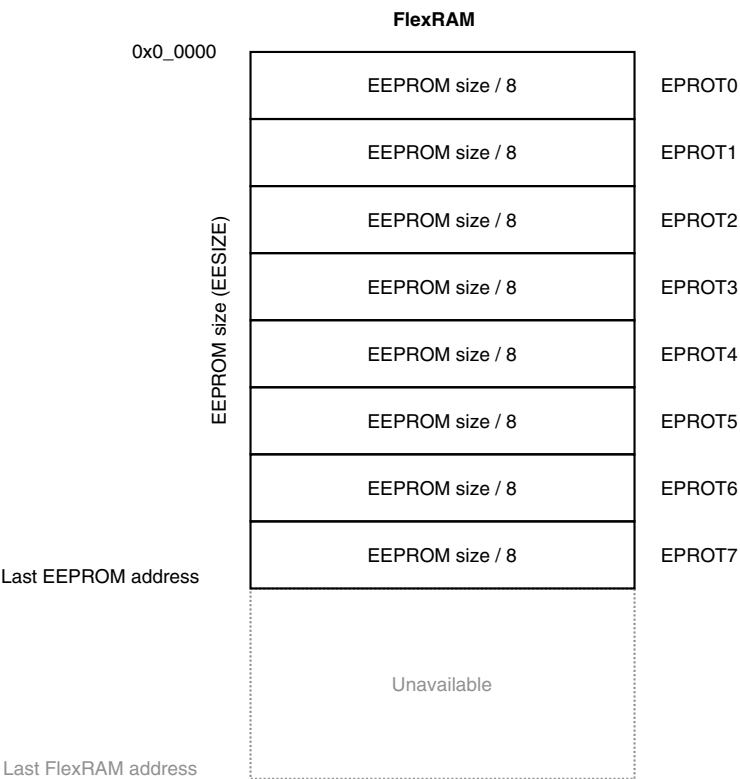 FlexRAM
0x0_0000
EEPROM size / 8 EPROT0
EEPROM size / 8 EPROT1
EEPROM size / 8 EPROT2
EEPROM size / 8 EPROT3
EEPROM size / 8 EPROT4
EEPROM size / 8 EPROT5
EEPROM size / 8 EPROT6
EEPROM size / 8 EPROT7
EEPROM size (EESIZE)
Last EEPROM address
Unavailable
Last FlexRAM address